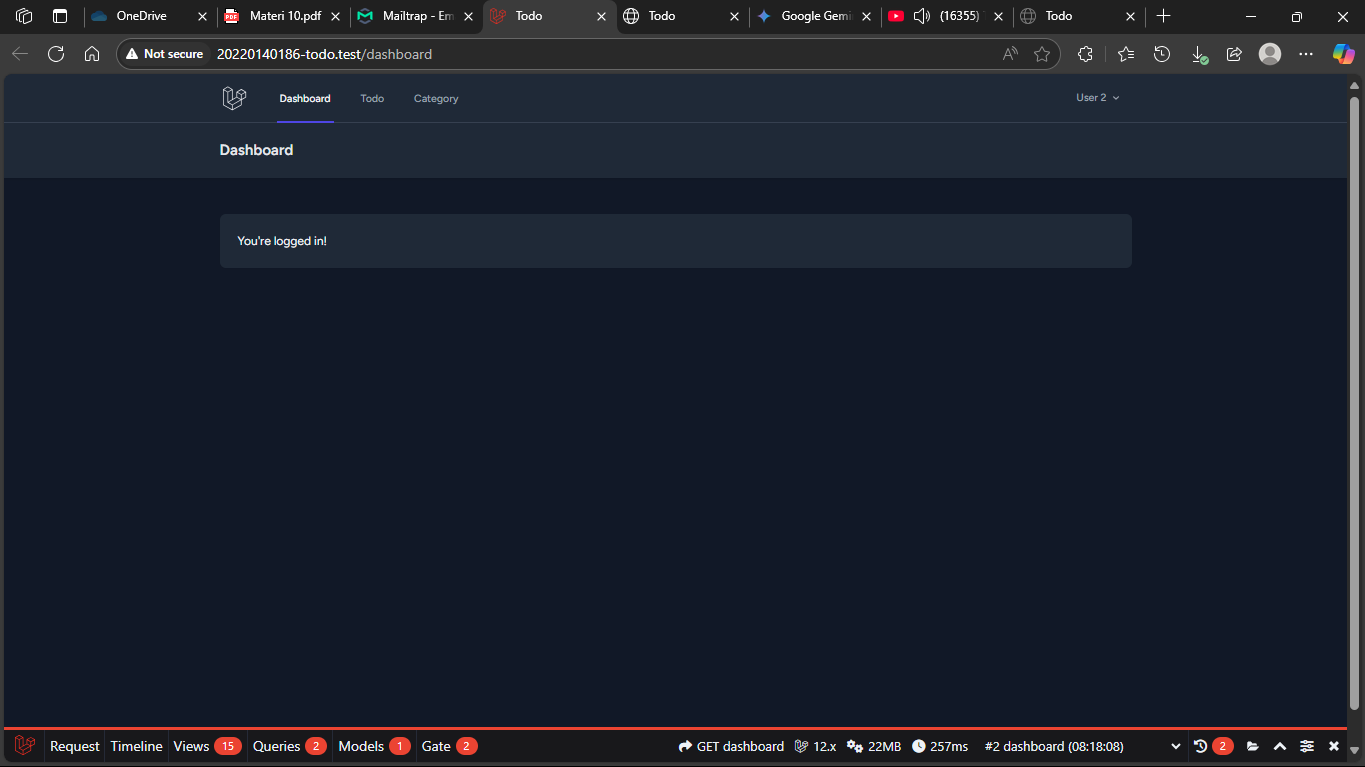 OneDrive Materi 10.pdf Mailtrap - Em Todo Todo Google Gemi (16355) Todo
Not secure 20220140186-todo.test/dashboard
Dashboard Todo Category User 2
Dashboard
You're logged in!
Request Timeline Views 15 Queries 2 Models 1 Gate 2 GET dashboard 12.x 22MB 257ms #2 dashboard (08:18:08) 2